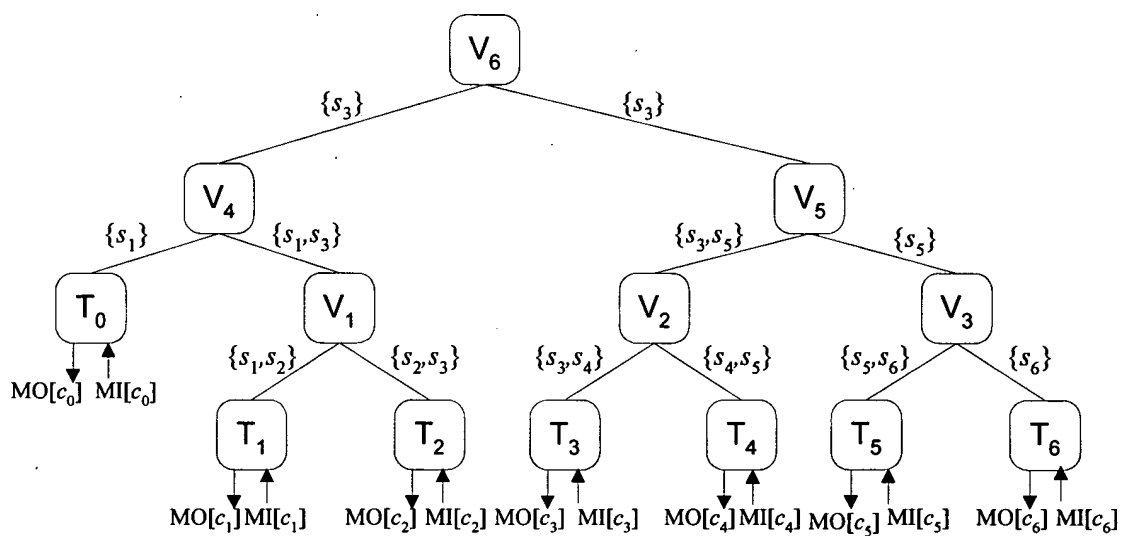 V₆
{s₃} {s₃}
V₄ V₅
{s₁} {s₁,s₃} {s₃,s₅} {s₅}
T₀ V₁ V₂ V₃
{s₁,s₂} {s₂,s₃} {s₃,s₄} {s₄,s₅} {s₅,s₆} {s₆}
MO[c₀] MI[c₀]
T₁ T₂ T₃ T₄ T₅ T₆
MO[c₁] MI[c₁] MO[c₂] MI[c₂] MO[c₃] MI[c₃] MO[c₄] MI[c₄] MO[c₅] MI[c₅] MO[c₆] MI[c₆]